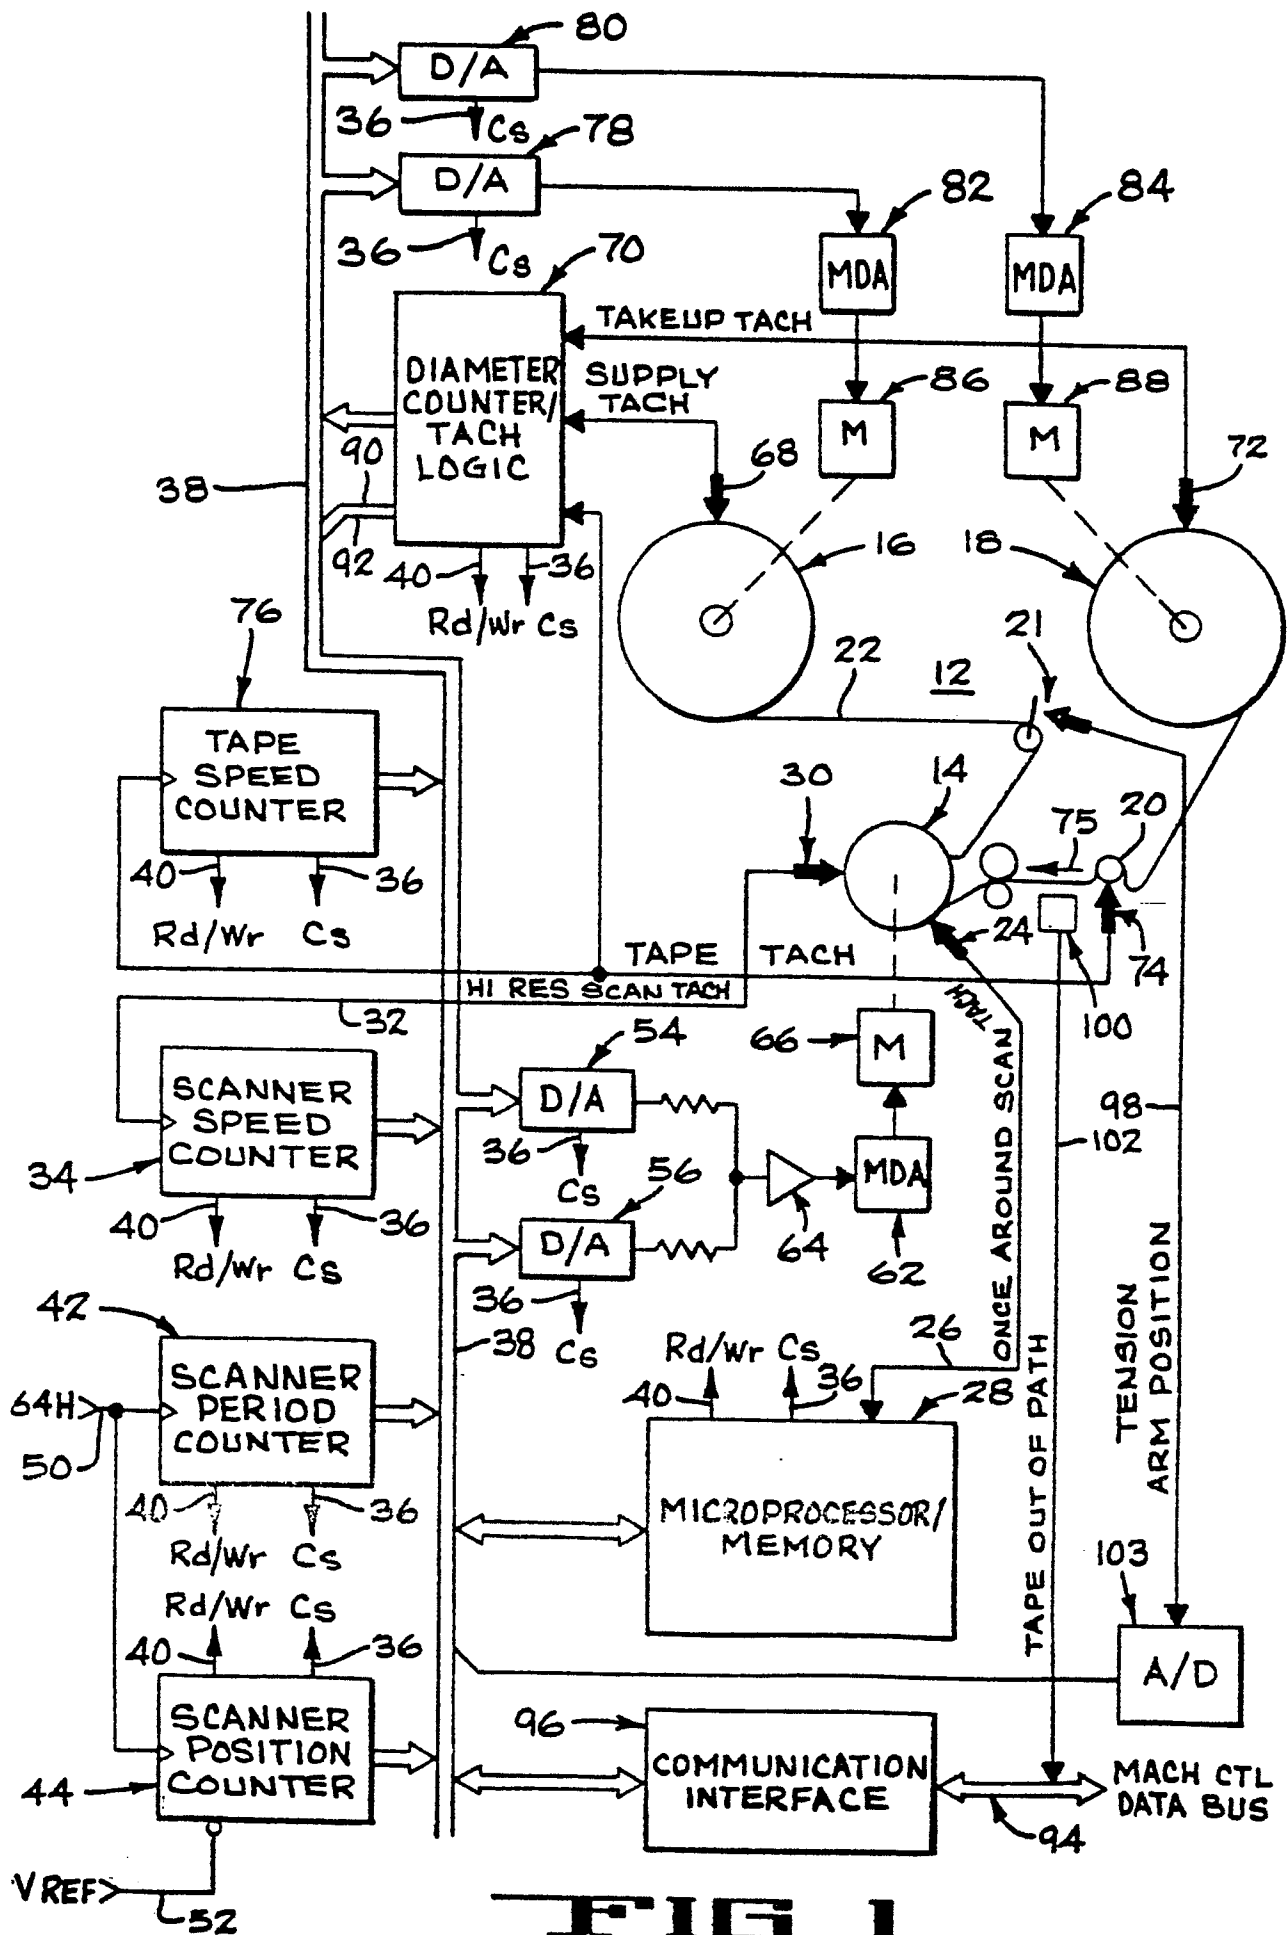 80
D/A
36
Cs
78
D/A
36
Cs
82
84
MDA
MDA
70
TAKEUP TACH
DIAMETER
COUNTER/
TACH
LOGIC
SUPPLY
TACH
86
88
M
M
68
72
38
90
92
40
36
Rd/Wr Cs
16
18
76
TAPE
SPEED
COUNTER
40
36
Rd/Wr Cs
22
12
21
14
30
75
20
24
74
100
TAPE TACH
HI RES SCAN TACH
32
SCANNER
SPEED
COUNTER
34
40
36
Rd/Wr Cs
54
D/A
36
Cs
56
D/A
36
Cs
66
M
MDA
64
62
ONCE AROUND SCAN TACH
98
102
TENSION
ARM POSITION
TAPE OUT OF PATH
42
SCANNER
PERIOD
COUNTER
64H
50
40
36
Rd/Wr Cs
38
26
Rd/Wr Cs
40
36
28
MICROPROCESSOR/
MEMORY
Rd/Wr Cs
40
36
SCANNER
POSITION
COUNTER
44
103
A/D
96
COMMUNICATION
INTERFACE
MACH CTL
DATA BUS
94
V REF
52
FIG 1